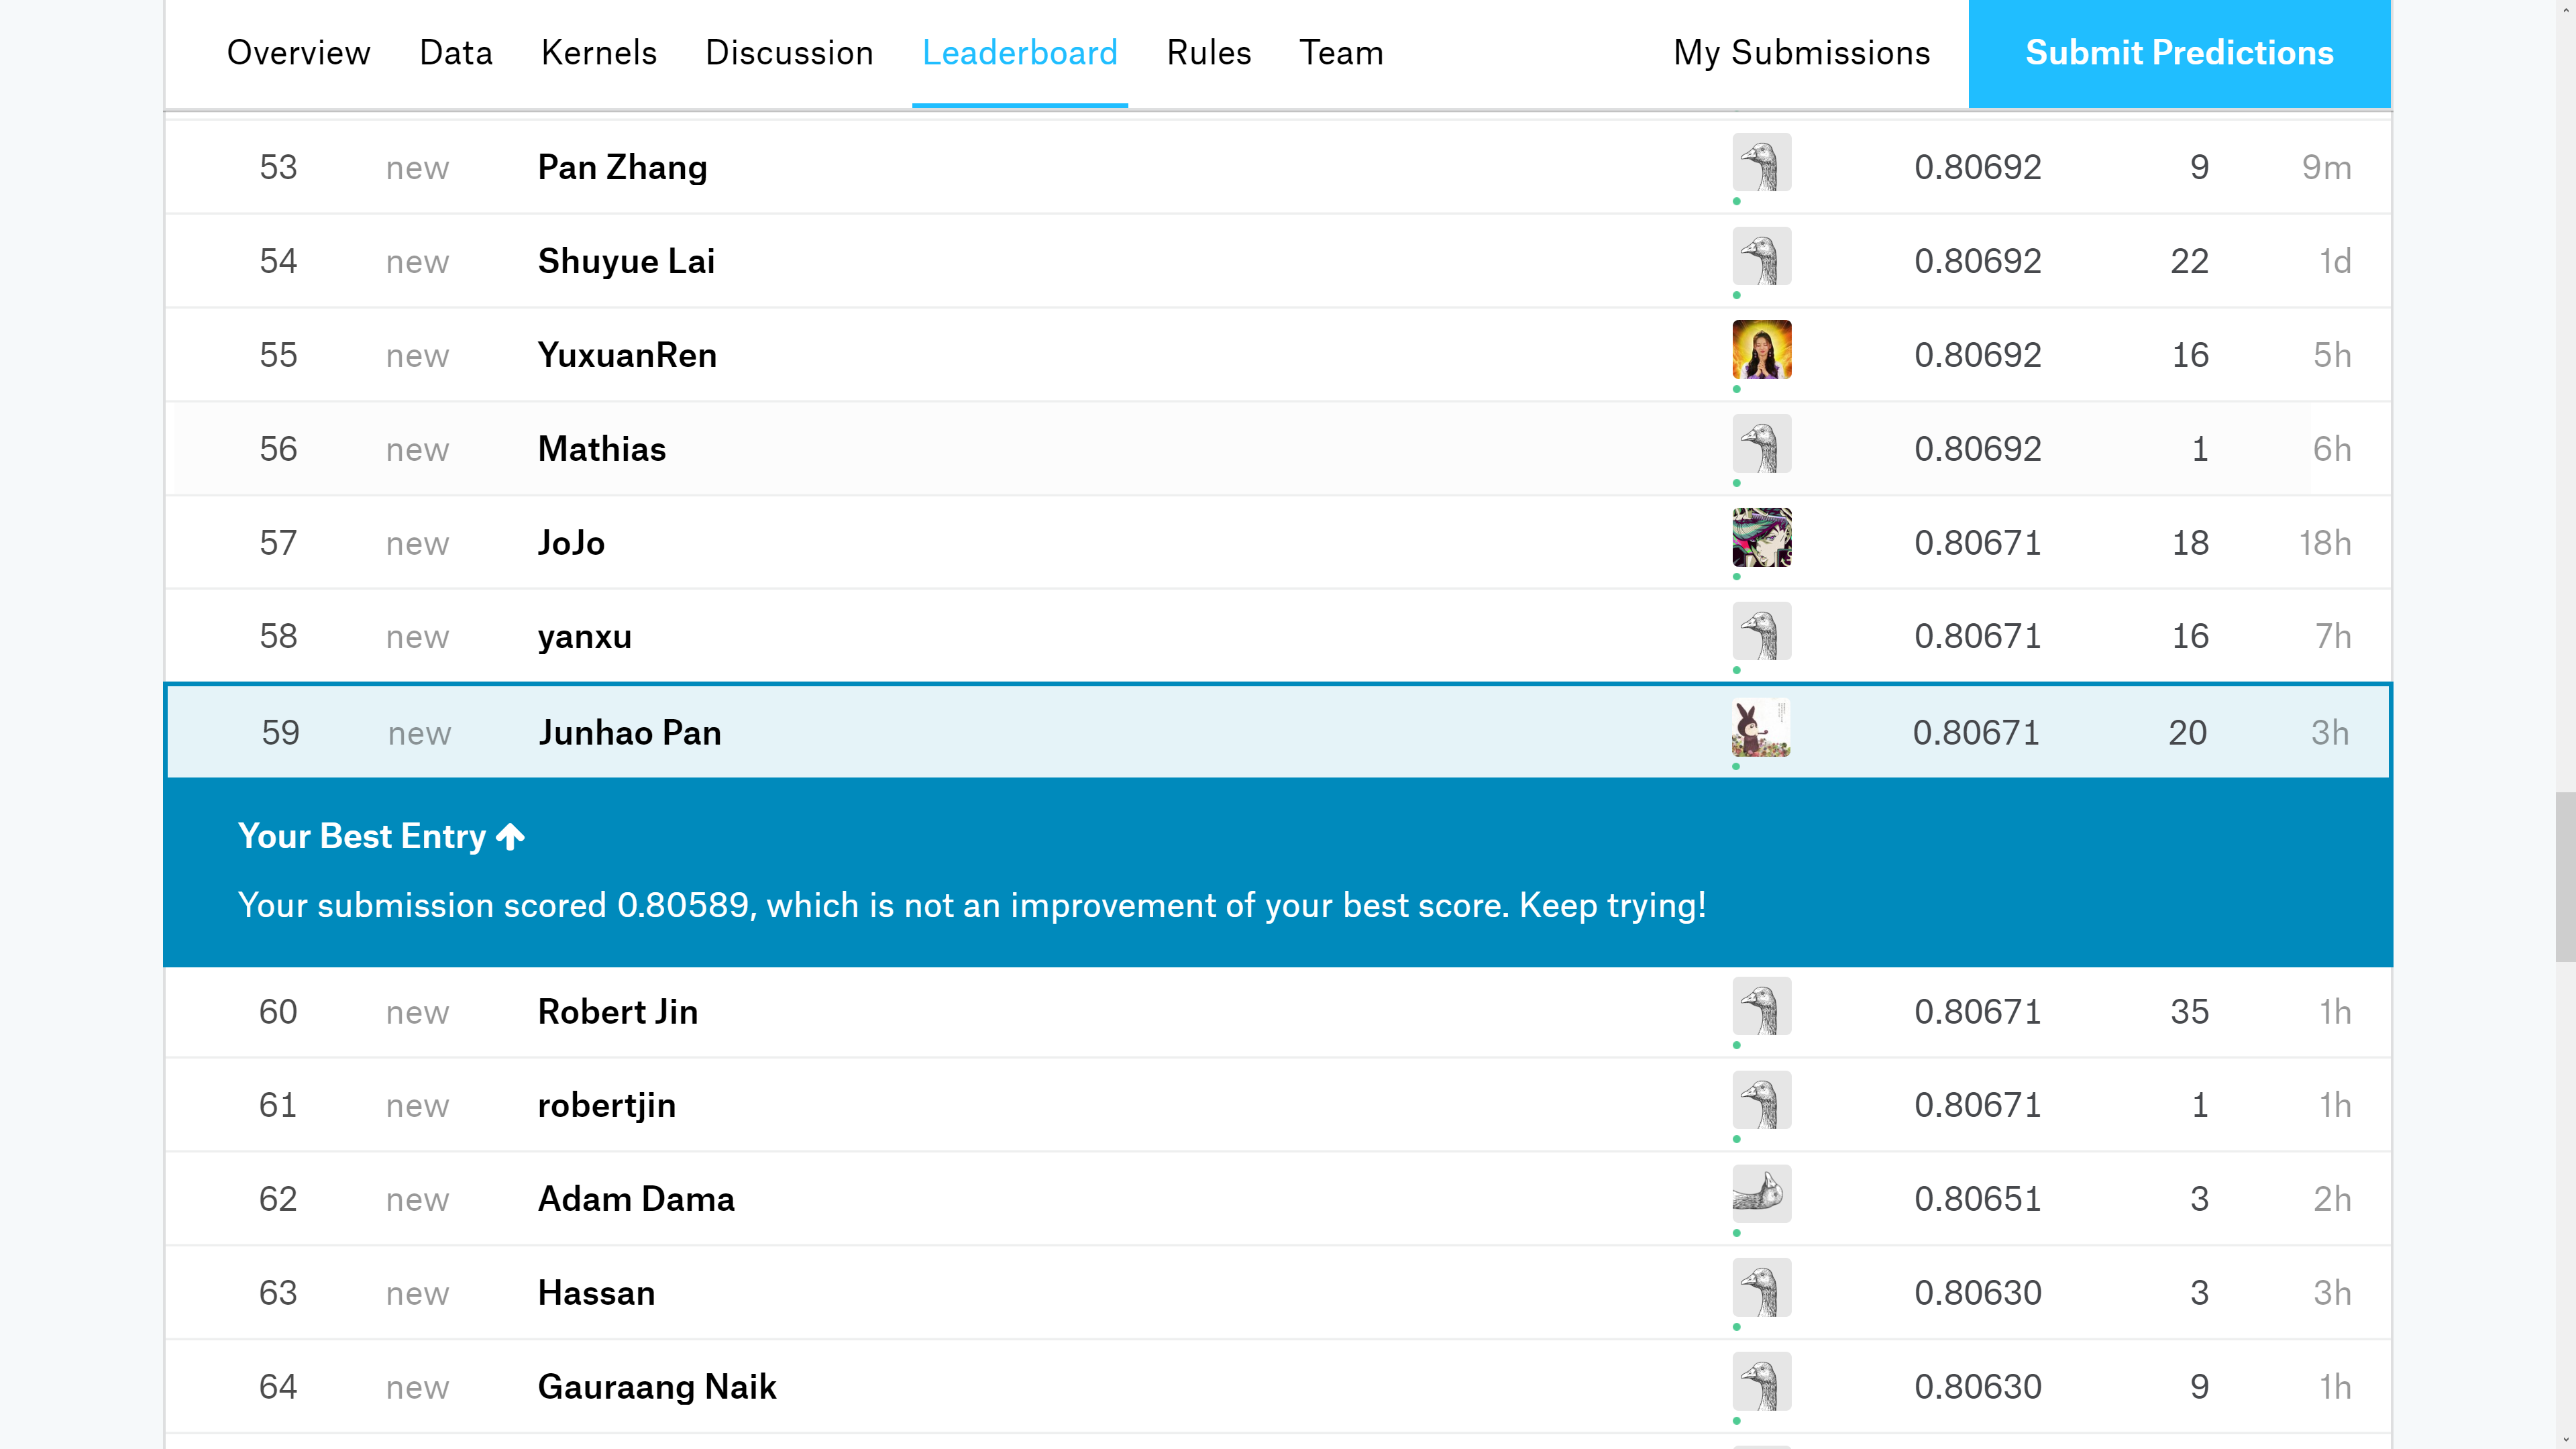 Overview Data Kernels Discussion Leaderboard Rules Team My Submissions Submit Predictions
53 new Pan Zhang 0.80692 9 9m
54 new Shuyue Lai 0.80692 22 1d
55 new YuxuanRen 0.80692 16 5h
56 new Mathias 0.80692 1 6h
57 new JoJo 0.80671 18 18h
58 new yanxu 0.80671 16 7h
59 new Junhao Pan 0.80671 20 3h
Your Best Entry
Your submission scored 0.80589, which is not an improvement of your best score. Keep trying!
60 new Robert Jin 0.80671 35 1h
61 new robertjin 0.80671 1 1h
62 new Adam Dama 0.80651 3 2h
63 new Hassan 0.80630 3 3h
64 new Gauraang Naik 0.80630 9 1h